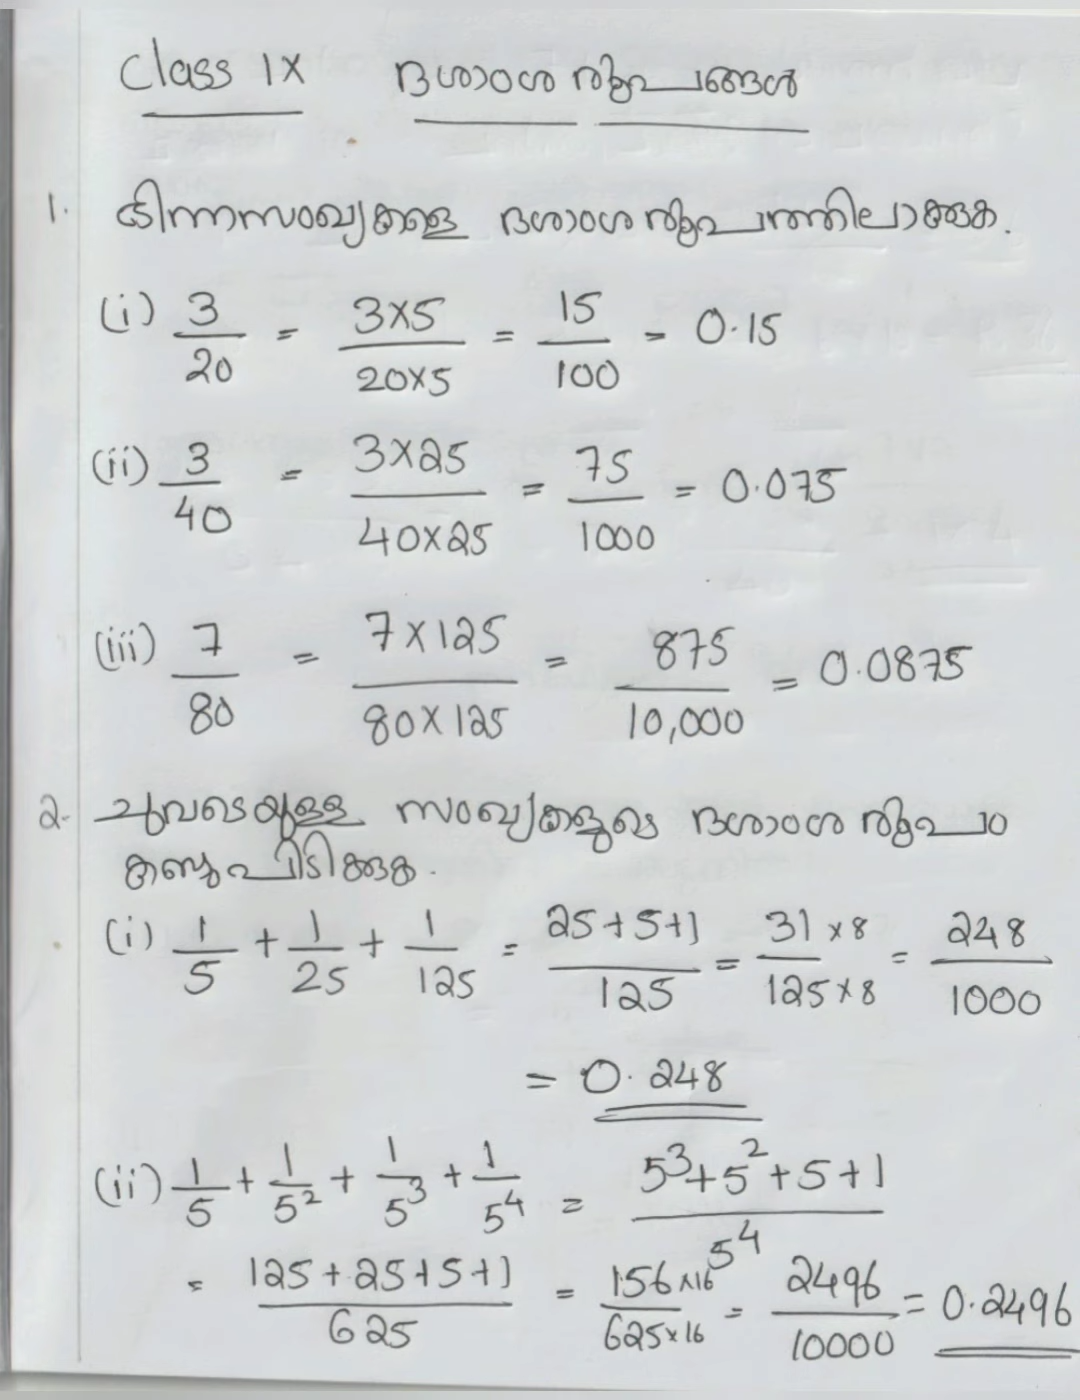 Class IX ദശാംശ രൂപങ്ങൾ
1. ഭിന്നസംഖ്യകളെ ദശാംശ രൂപത്തിലാക്കുക.
(i) 3/20 = 3×5/20×5 = 15/100 = 0.15
(ii) 3/40 = 3×25/40×25 = 75/1000 = 0.075
(iii) 7/80 = 7×125/80×125 = 875/10,000 = 0.0875
2. ചുവടെയുള്ള സംഖ്യകളുടെ ദശാംശ രൂപം
കണ്ടുപിടിക്കുക.
(i) 1/5 + 1/25 + 1/125 = 25+5+1/125 = 31×8/125×8 = 248/1000
= 0.248
(ii) 1/5 + 1/5² + 1/5³ + 1/5⁴ = 5³+5²+5+1/5⁴
= 125+25+5+1/625 = 156×16/625×16 = 2496/10000 = 0.2496